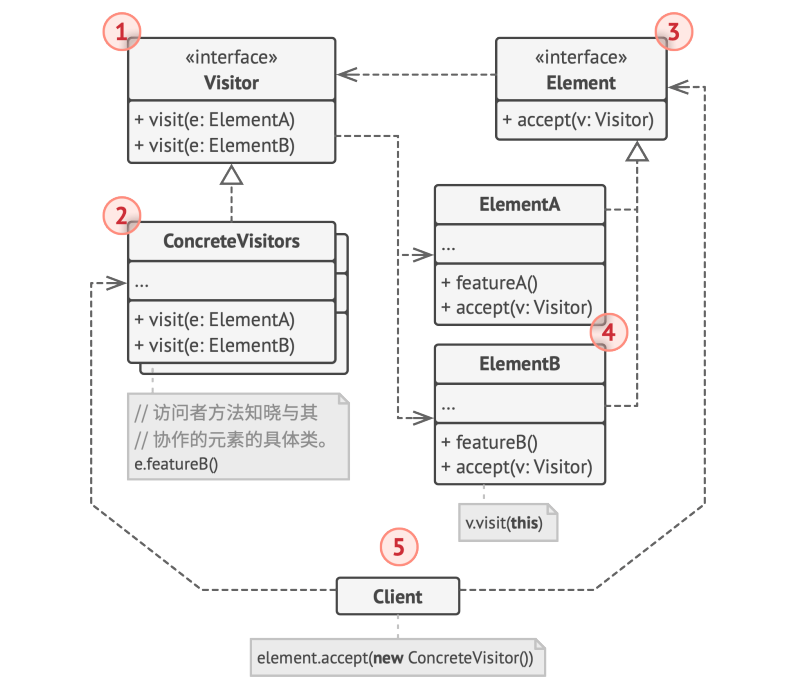 1
«interface»
Visitor
+ visit(e: ElementA)
+ visit(e: ElementB)
3
«interface»
Element
+ accept(v: Visitor)
2
ConcreteVisitors
...
+ visit(e: ElementA)
+ visit(e: ElementB)
// 访问者方法知晓与其
// 协作的元素的具体类。
e.featureB()
ElementA
...
+ featureA()
+ accept(v: Visitor)
4
ElementB
...
+ featureB()
+ accept(v: Visitor)
v.visit(this)
5
Client
element.accept(new ConcreteVisitor())